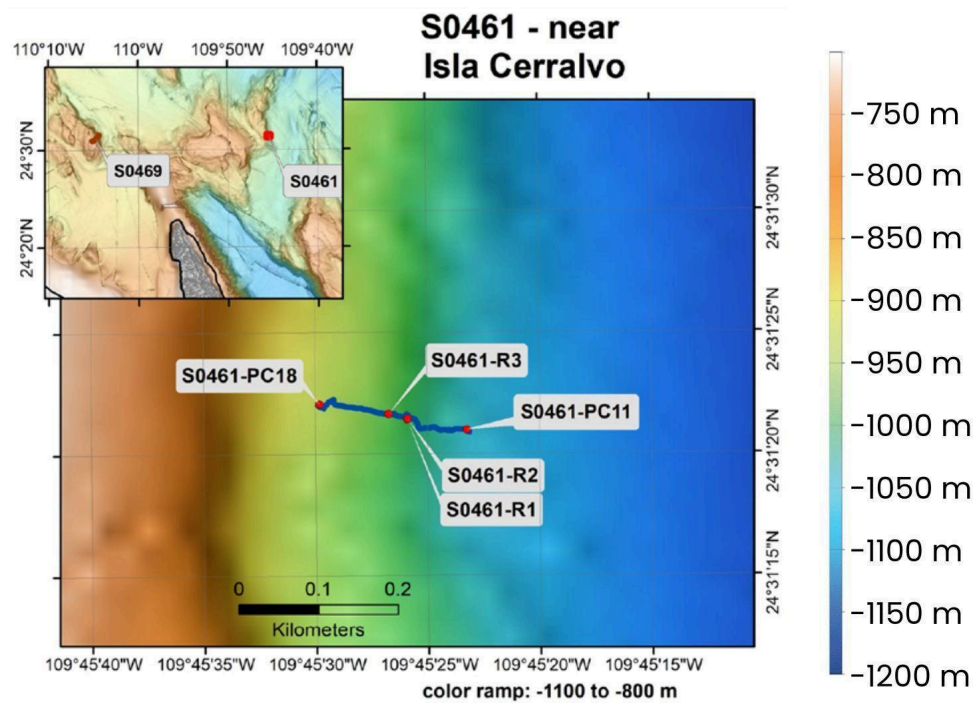 S0461 - near
Isla Cerralvo
110°10'W 110°0'W 109°50'W 109°40'W
24°30'N
24°20'N
S0469
S0461
-750 m
-800 m
-850 m
-900 m
-950 m
-1000 m
-1050 m
-1100 m
-1150 m
-1200 m
24°31'30"N
24°31'25"N
24°31'20"N
24°31'15"N
S0461-R3
S0461-PC18
S0461-PC11
S0461-R2
S0461-R1
0 0.1 0.2
Kilometers
109°45'40"W 109°45'35"W 109°45'30"W 109°45'25"W 109°45'20"W 109°45'15"W
color ramp: -1100 to -800 m